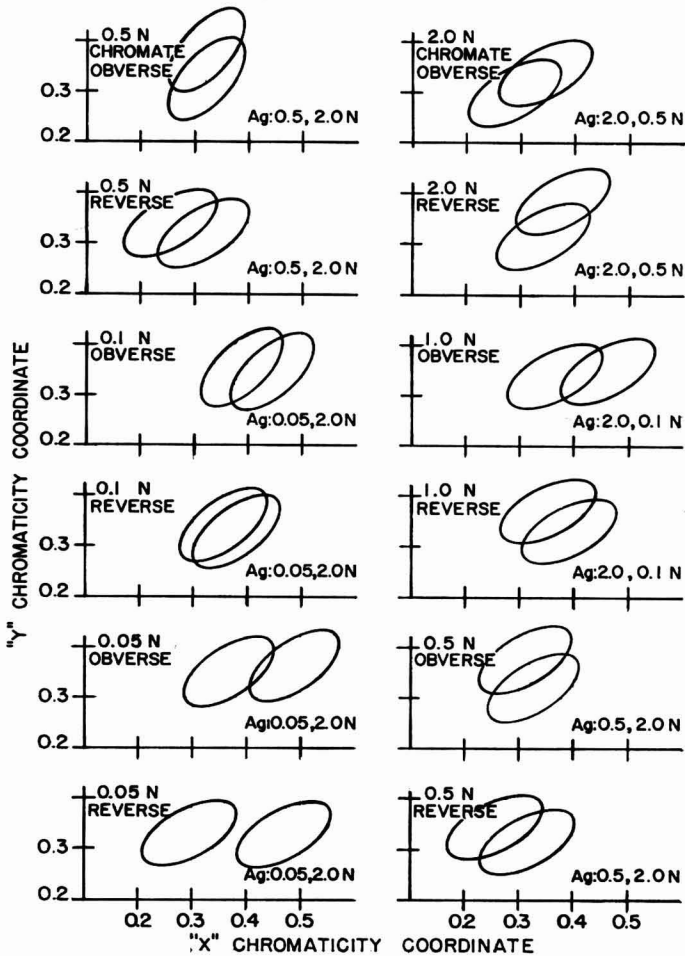 0.5 N
CHROMATE
OBVERSE
0.3
0.2
Ag:0.5, 2.0 N
2.0 N
CHROMATE
OBVERSE
Ag:2.0, 0.5 N
0.5 N
REVERSE
0.3
0.2
Ag:0.5, 2.0 N
2.0 N
REVERSE
Ag:2.0, 0.5 N
0.1 N
OBVERSE
0.3
0.2
Ag:0.05, 2.0 N
1.0 N
OBVERSE
Ag:2.0, 0.1 N
0.1 N
REVERSE
0.3
0.2
Ag:0.05, 2.0 N
1.0 N
REVERSE
Ag:2.0, 0.1 N
0.05 N
OBVERSE
0.3
0.2
Ag:0.05, 2.0 N
0.5 N
OBVERSE
Ag:0.5, 2.0 N
0.05 N
REVERSE
0.3
0.2
Ag:0.05, 2.0 N
0.5 N
REVERSE
Ag:0.5, 2.0 N
0.2 0.3 0.4 0.5
0.2 0.3 0.4 0.5
"X" CHROMATICITY COORDINATE
"Y" CHROMATICITY COORDINATE